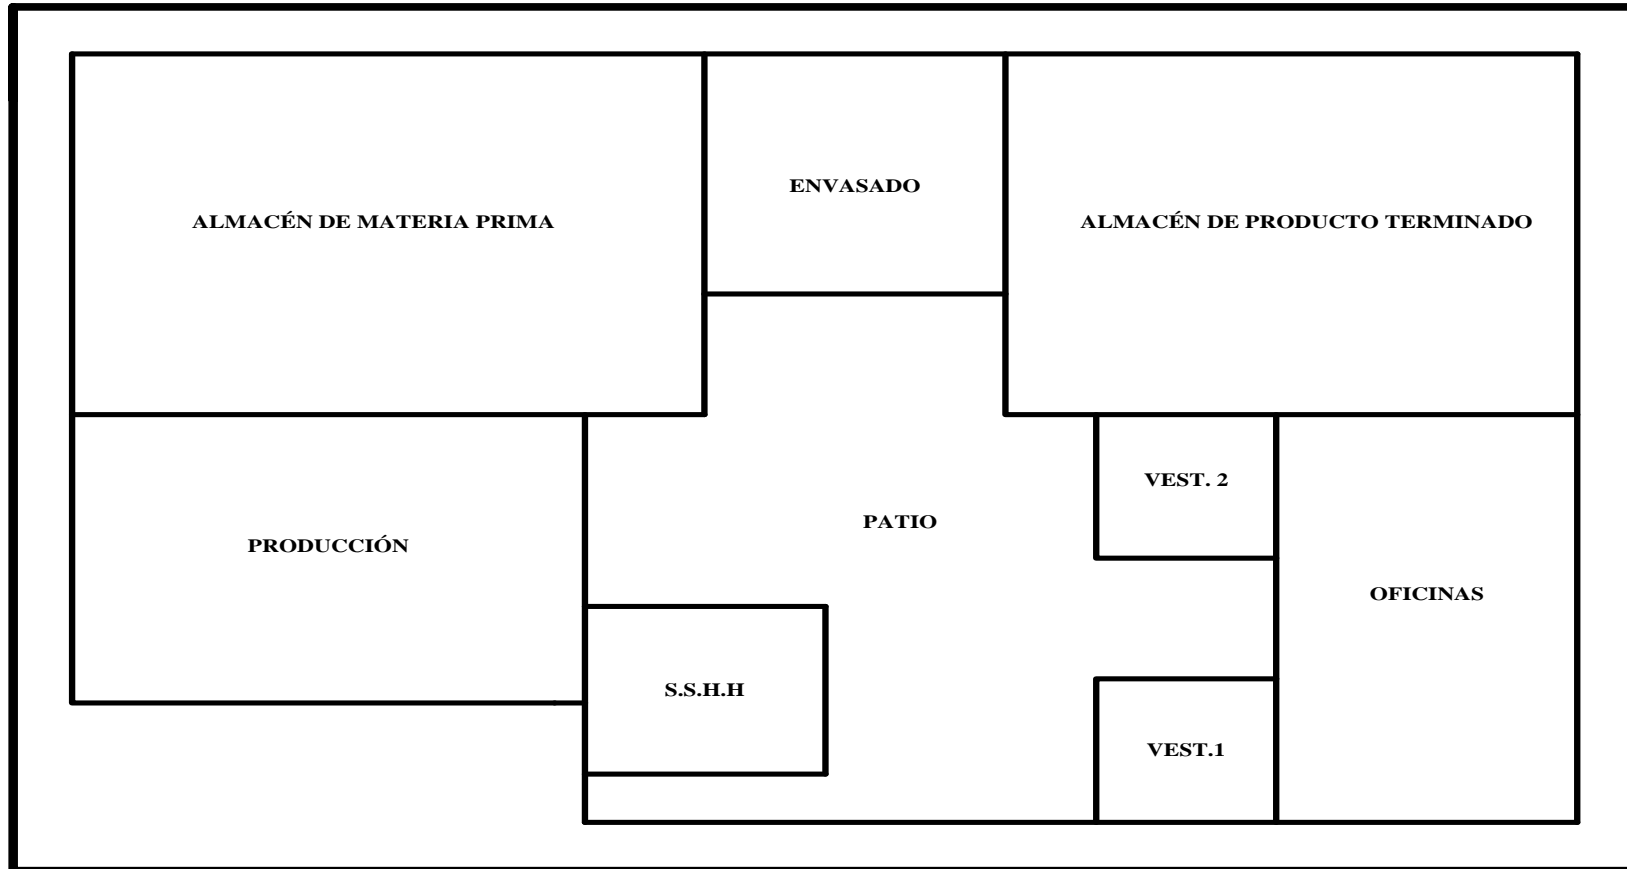 ENVASADO
ALMACÉN DE MATERIA PRIMA
ALMACÉN DE PRODUCTO TERMINADO
VEST. 2
PATIO
PRODUCCIÓN
OFICINAS
S.S.H.H
VEST.1